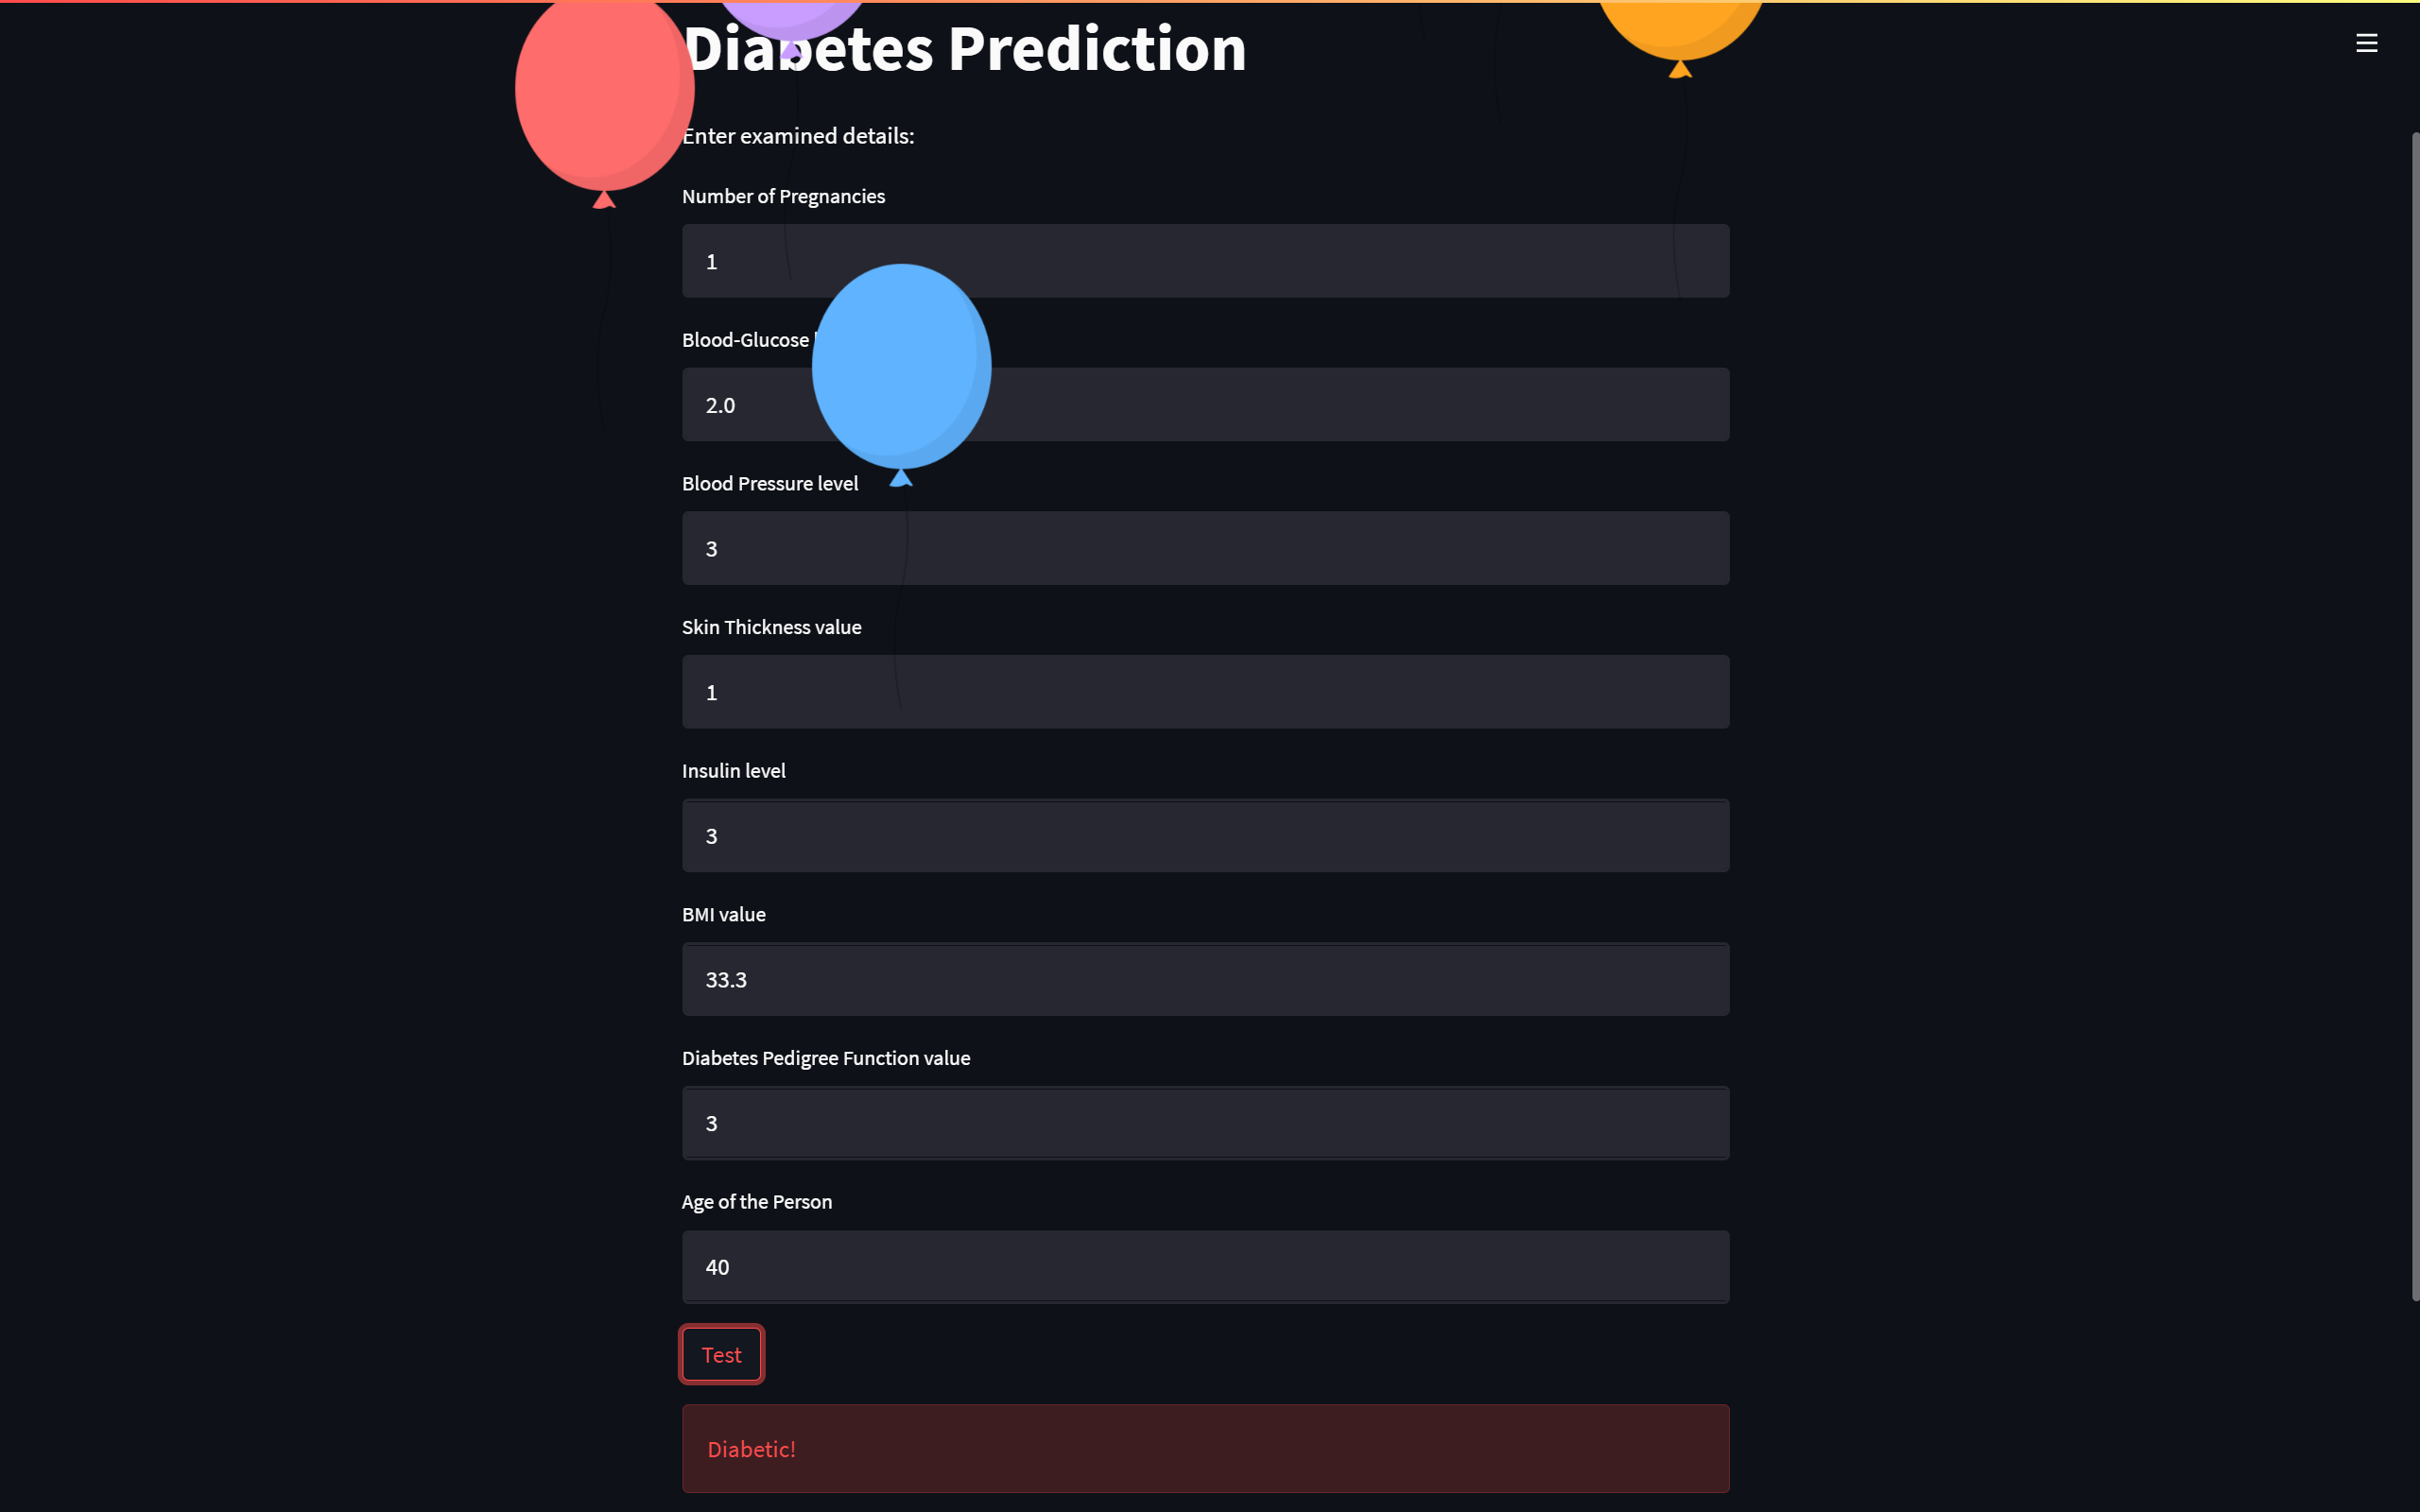 Diabetes Prediction
Enter examined details:
Number of Pregnancies
1
Blood-Glucose
2.0
Blood Pressure level
3
Skin Thickness value
1
Insulin level
3
BMI value
33.3
Diabetes Pedigree Function value
3
Age of the Person
40
Test
Diabetic!